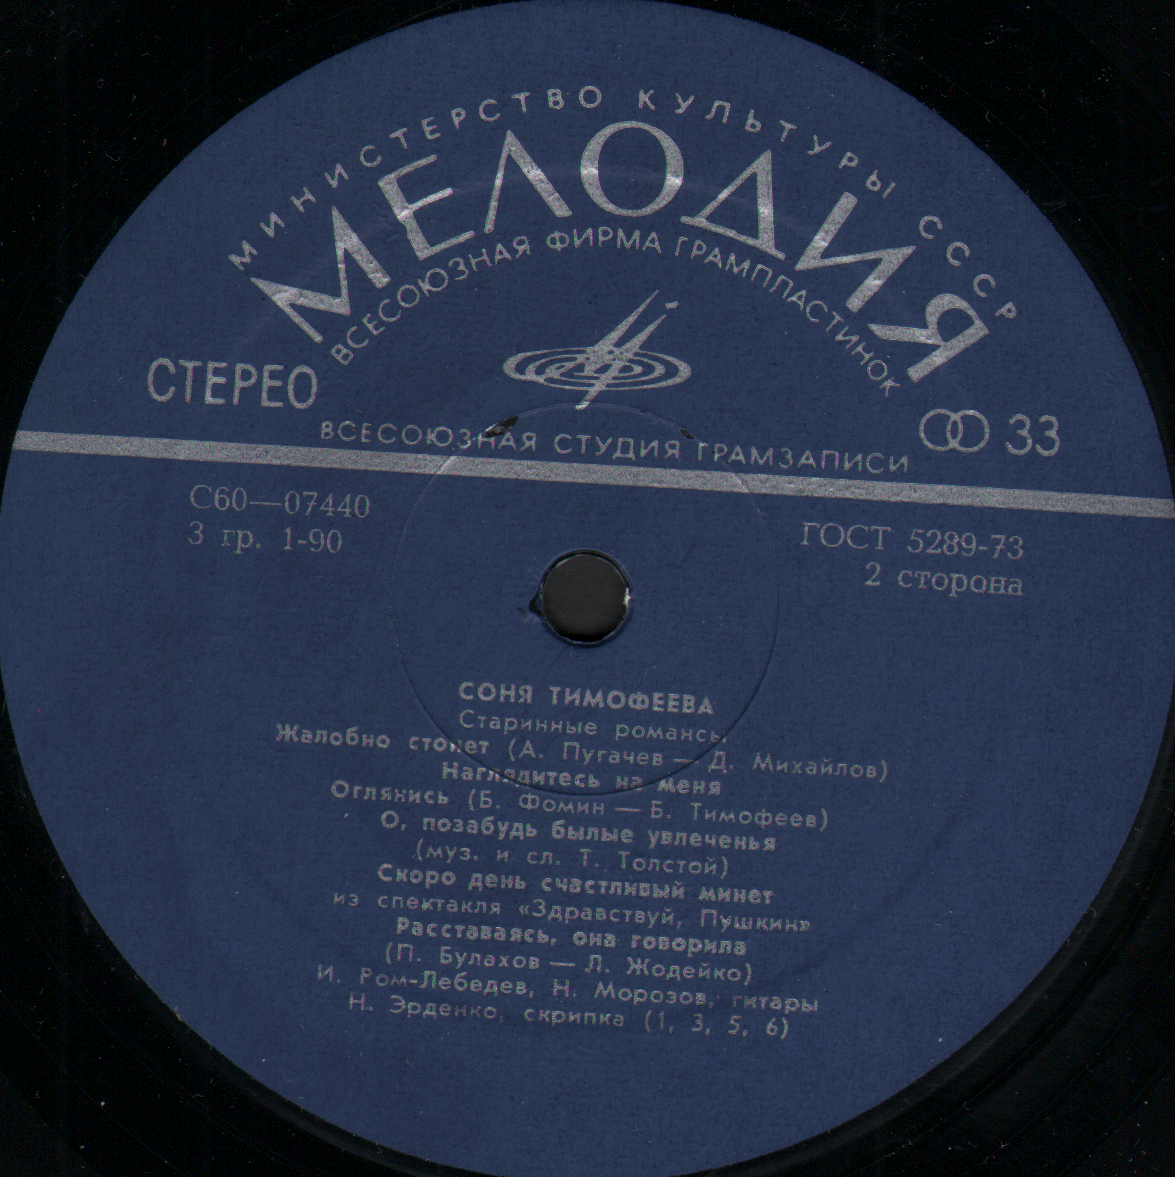 МИНИСТЕРСТВО КУЛЬТУРЫ СССР
МЕЛОДИЯ
ВСЕСОЮЗНАЯ ФИРМА ГРАМПЛАСТИНОК
СТЕРЕО
33
ВСЕСОЮЗНАЯ СТУДИЯ ГРАМЗАПИСИ
С60—07440
3 гр. 1-90
ГОСТ 5289-73
2 сторона
СОНЯ ТИМОФЕЕВА
Старинные романсы
Жалобно стонет (А. Пугачев — Д. Михайлов)
Наглядитесь на меня
Оглянись (Б. Фомин — Б. Тимофеев)
О, позабудь былые увлеченья
(муз. и сл. Т. Толстой)
Скоро день счастливый минет
из спектакля «Здравствуй, Пушкин»
Расставаясь, она говорила
(П. Булахов — Л. Жодейко)
И. Ром-Лебедев, Н. Морозов, гитары
Н. Эрденко, скрипка (1, 3, 5, 6)